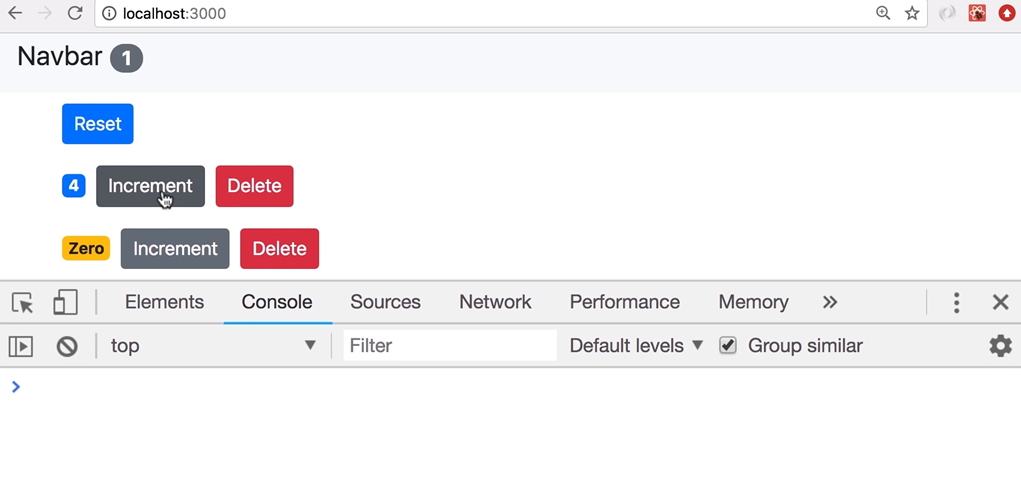 localhost:3000
Navbar 1
Reset
4 Increment Delete
Zero Increment Delete
Elements Console Sources Network Performance Memory »
top Filter Default levels Group similar